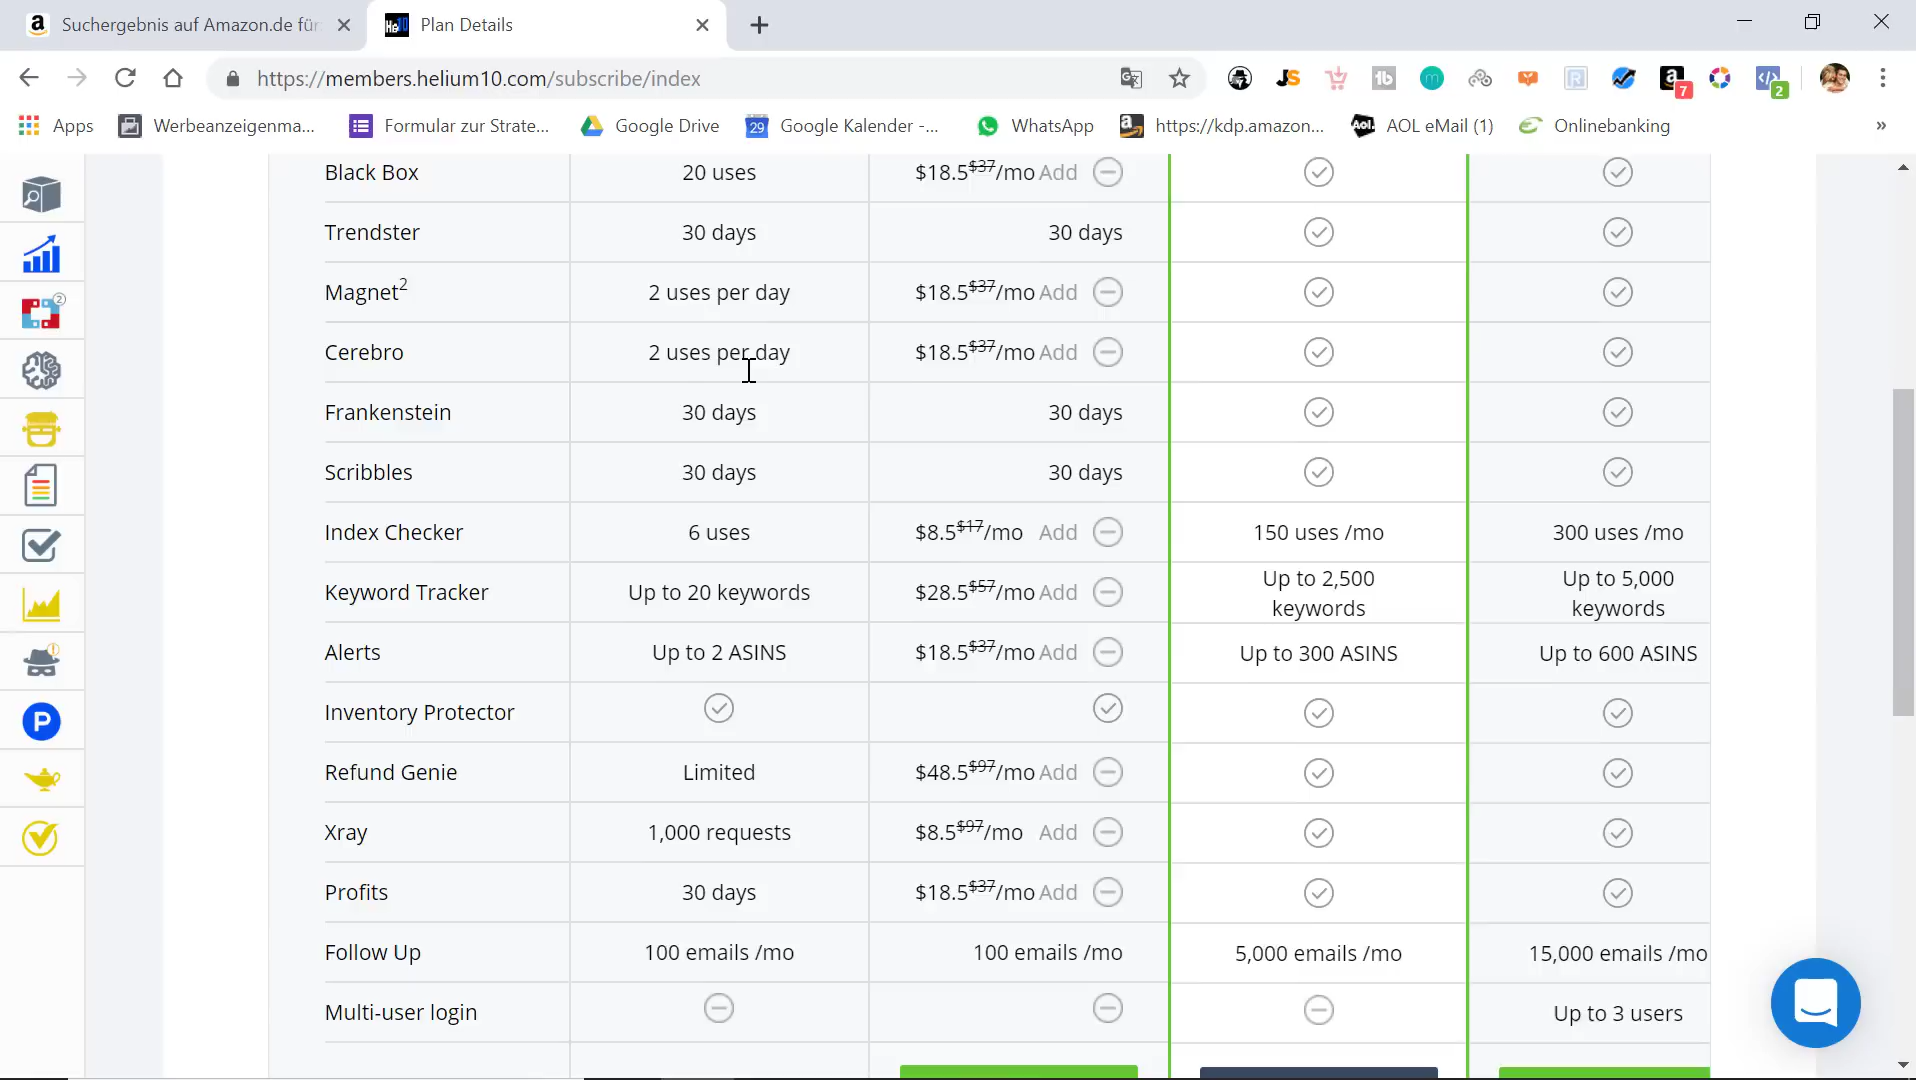 Suchergebnis auf Amazon.de für
Plan Details
https://members.helium10.com/subscribe/index
7
2
Apps
Werbeanzeigenma...
Formular zur Strate...
Google Drive
29
Google Kalender -...
WhatsApp
https://kdp.amazon...
Aol.
AOL eMail (1)
Onlinebanking
»
Black Box 20 uses $18.5$37/mo Add
Trendster 30 days 30 days
Magnet2 2 uses per day $18.5$37/mo Add
Cerebro 2 uses per day $18.5$37/mo Add
Frankenstein 30 days 30 days
Scribbles 30 days 30 days
Index Checker 6 uses $8.5$17/mo Add 150 uses /mo 300 uses /mo
Keyword Tracker Up to 20 keywords $28.5$57/mo Add Up to 2,500 keywords Up to 5,000 keywords
Alerts Up to 2 ASINS $18.5$37/mo Add Up to 300 ASINS Up to 600 ASINS
Inventory Protector
Refund Genie Limited $48.5$97/mo Add
Xray 1,000 requests $8.5$97/mo Add
Profits 30 days $18.5$37/mo Add
Follow Up 100 emails /mo 100 emails /mo 5,000 emails /mo 15,000 emails /mo
Multi-user login Up to 3 users